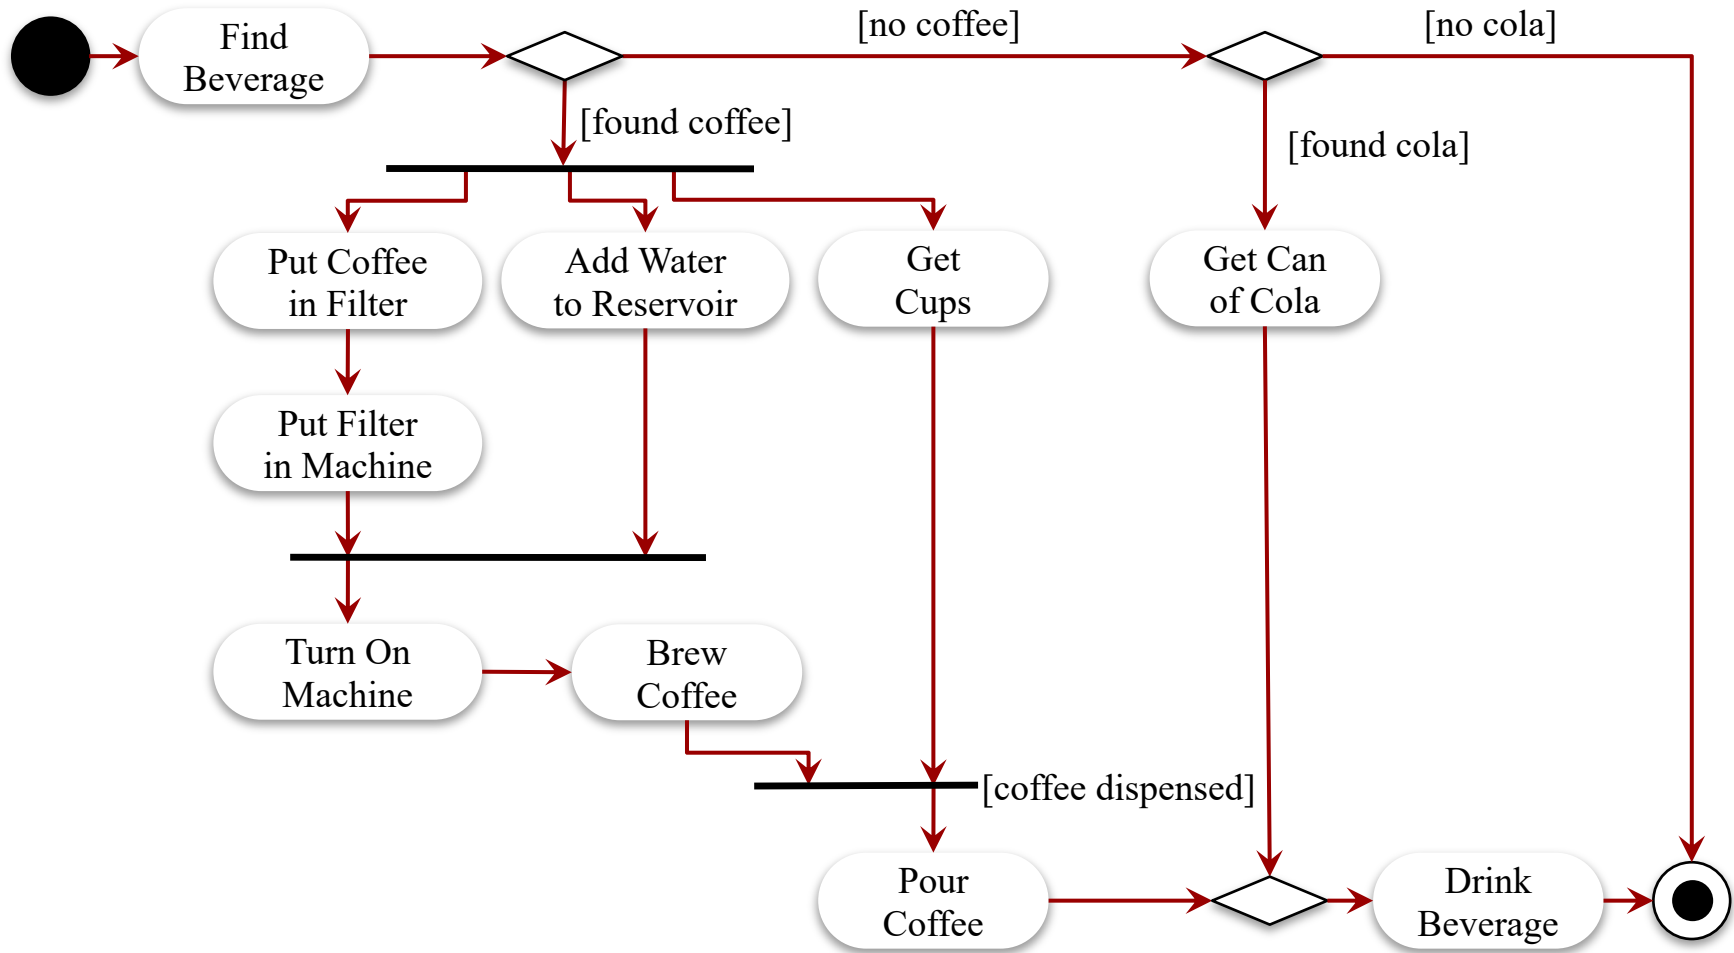 Find
Beverage
[no coffee]
[no cola]
[found coffee]
[found cola]
Put Coffee
in Filter
Add Water
to Reservoir
Get
Cups
Get Can
of Cola
Put Filter
in Machine
Turn On
Machine
Brew
Coffee
[coffee dispensed]
Pour
Coffee
Drink
Beverage